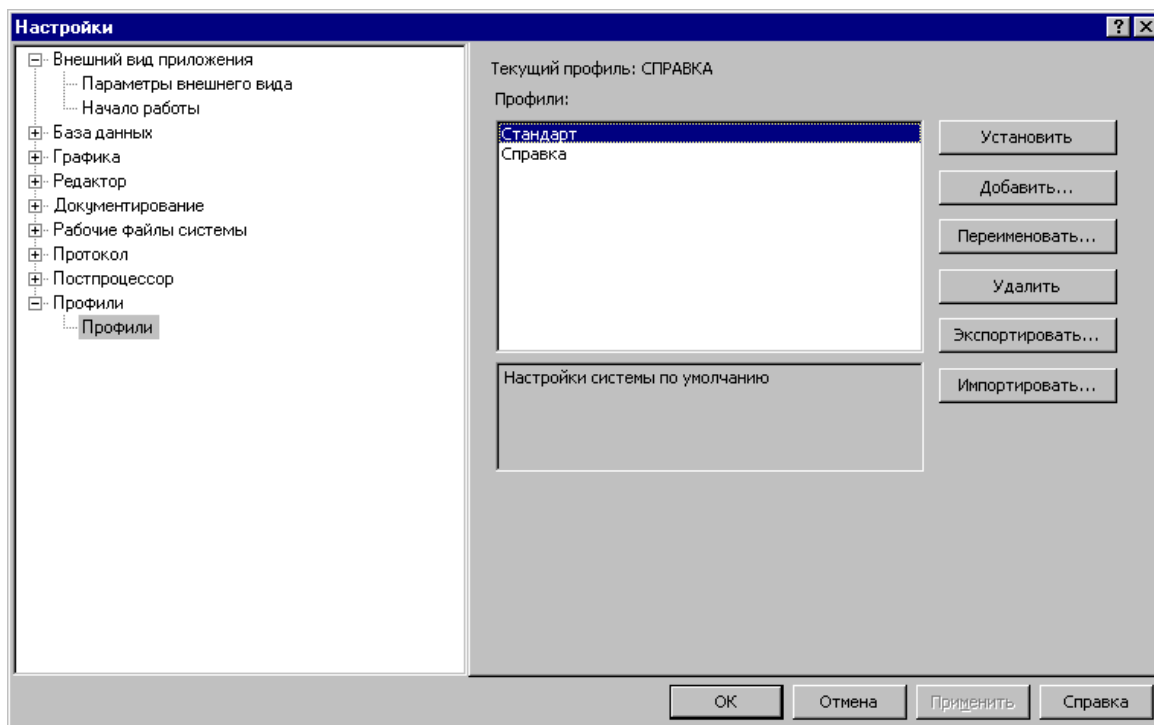 Настройки
Внешний вид приложения
Параметры внешнего вида
Начало работы
База данных
Графика
Редактор
Документирование
Рабочие файлы системы
Протокол
Постпроцессор
Профили
Профили
Текущий профиль: СПРАВКА
Профили:
Стандарт
Справка
Настройки системы по умолчанию
Установить
Добавить...
Переименовать...
Удалить
Экспортировать...
Импортировать...
ОК
Отмена
Применить
Справка